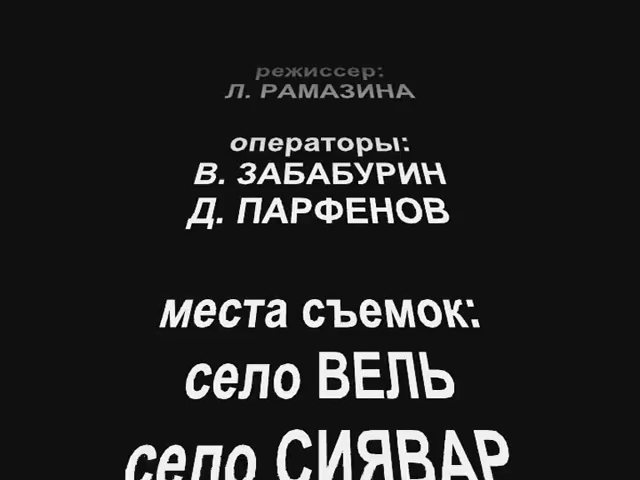 режиссер:
Л. РАМАЗИНА
операторы:
В. ЗАБАБУРИН
Д. ПАРФЕНОВ
места съемок:
село ВЕЛЬ
село СИЯВАР